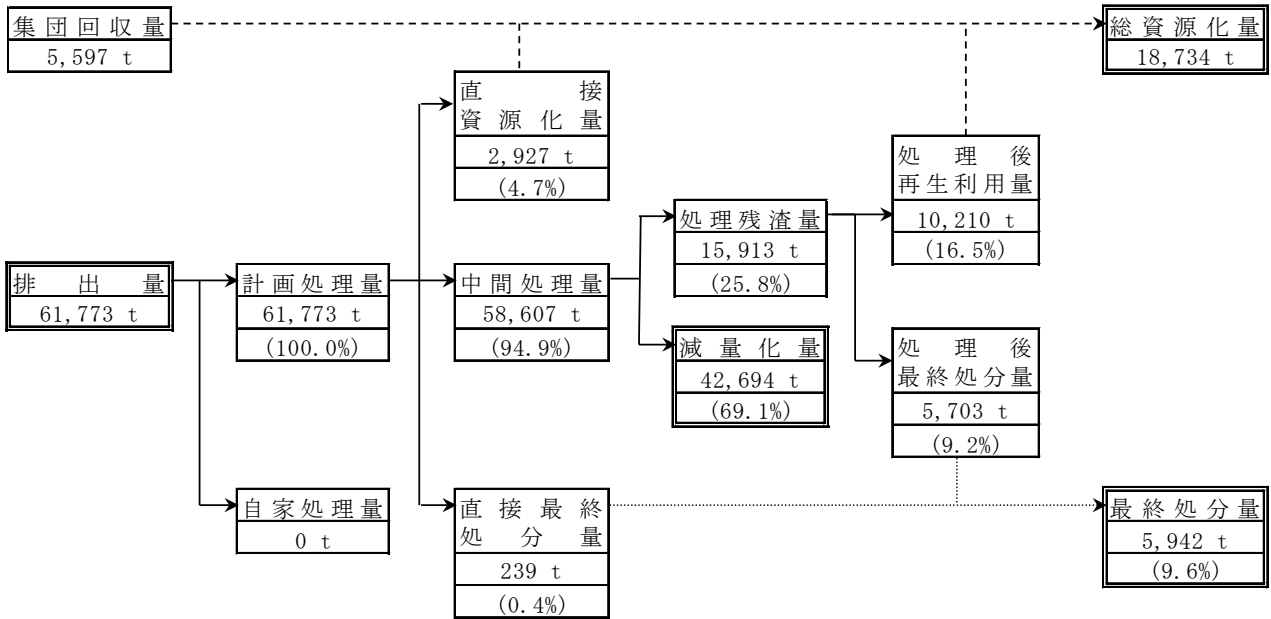 集団回収量
5,597 t
総資源化量
18,734 t
直接
資源化量
2,927 t
(4.7%)
処理後
再生利用量
10,210 t
(16.5%)
処理残渣量
15,913 t
(25.8%)
排出量
61,773 t
計画処理量
61,773 t
(100.0%)
中間処理量
58,607 t
(94.9%)
減量化量
42,694 t
(69.1%)
処理後
最終処分量
5,703 t
(9.2%)
自家処理量
0 t
直接最終
処分量
239 t
(0.4%)
最終処分量
5,942 t
(9.6%)